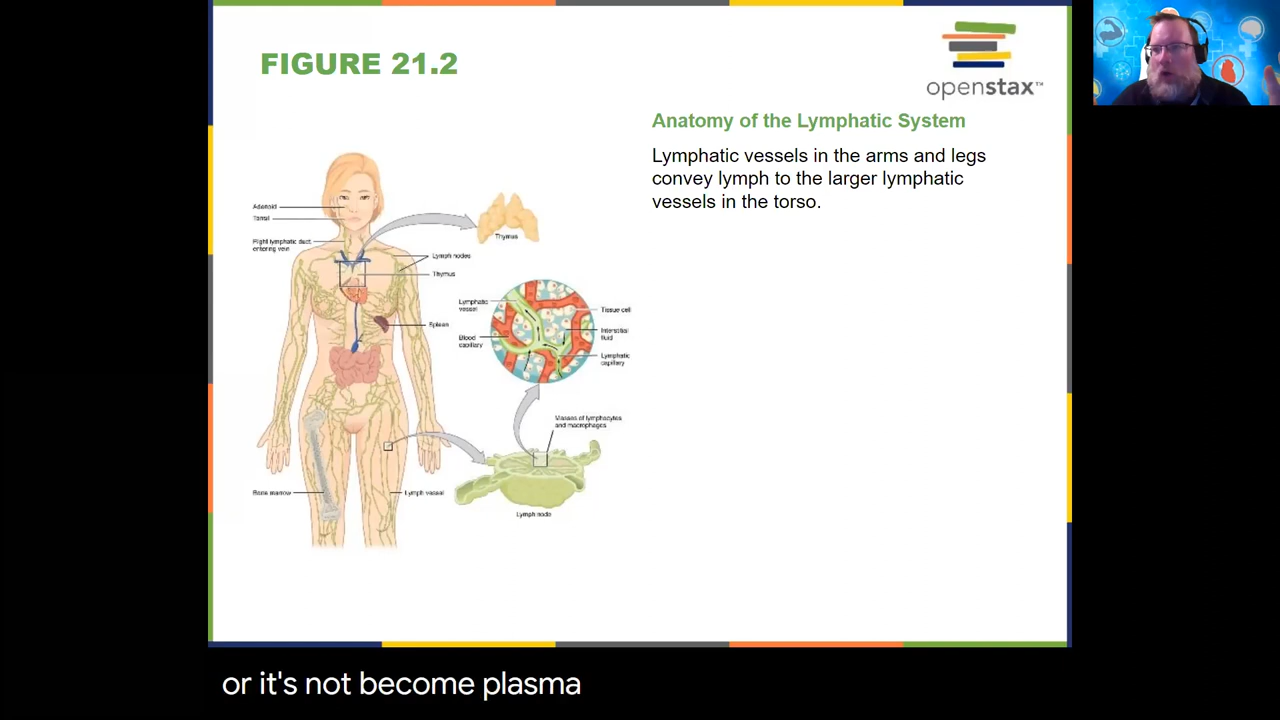 FIGURE 21.2
openstax™
Anatomy of the Lymphatic System
Lymphatic vessels in the arms and legs
convey lymph to the larger lymphatic
vessels in the torso.
Adenoid
Tonsil
Right lymphatic duct,
entering vein
Thymus
Lymph nodes
Thymus
Spleen
Lymphatic
vessel
Blood
capillary
Tissue cell
Interstitial
fluid
Lymphatic
capillary
Masses of lymphocytes
and macrophages
Bone marrow
Lymph vessel
Lymph node
or it's not become plasma